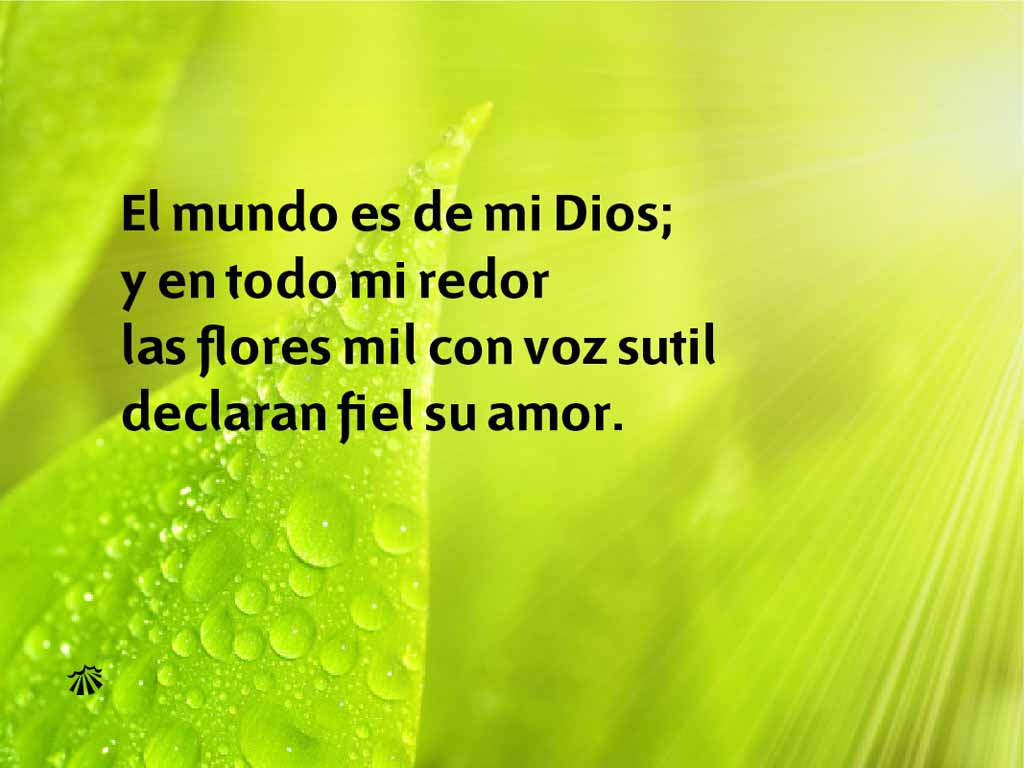 El mundo es de mi Dios;
y en todo mi redor
las flores mil con voz sutil
declaran fiel su amor.